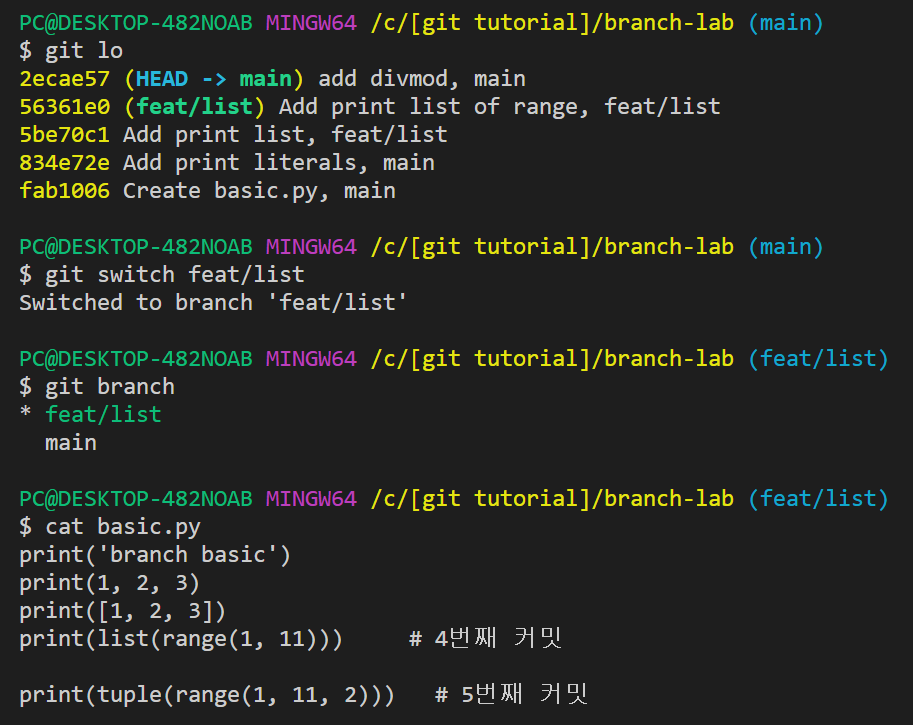 PC@DESKTOP-482NOAB MINGW64 /c/[git tutorial]/branch-lab (main)
$ git lo
2ecae57 (HEAD -> main) add divmod, main
56361e0 (feat/list) Add print list of range, feat/list
5be70c1 Add print list, feat/list
834e72e Add print literals, main
fab1006 Create basic.py, main
PC@DESKTOP-482NOAB MINGW64 /c/[git tutorial]/branch-lab (main)
$ git switch feat/list
Switched to branch 'feat/list'
PC@DESKTOP-482NOAB MINGW64 /c/[git tutorial]/branch-lab (feat/list)
$ git branch
* feat/list
  main
PC@DESKTOP-482NOAB MINGW64 /c/[git tutorial]/branch-lab (feat/list)
$ cat basic.py
print('branch basic')
print(1, 2, 3)
print([1, 2, 3])
print(list(range(1, 11)))     # 4번째 커밋
print(tuple(range(1, 11, 2)))   # 5번째 커밋